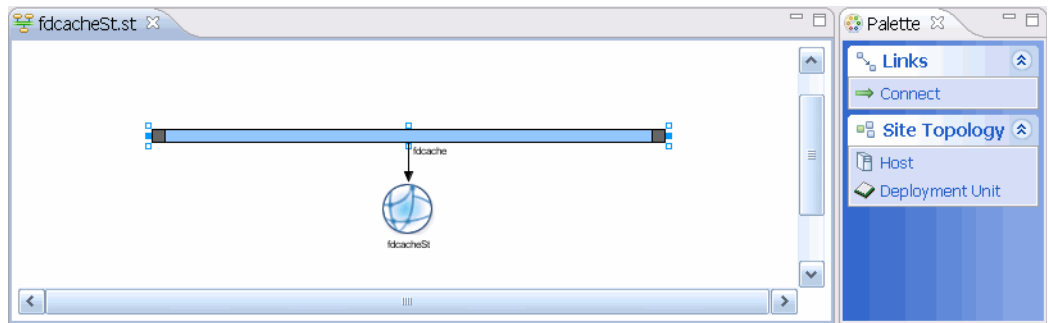 fdcacheSt.st
fdcache
fdcacheSt
Palette
Links
Connect
Site Topology
Host
Deployment Unit